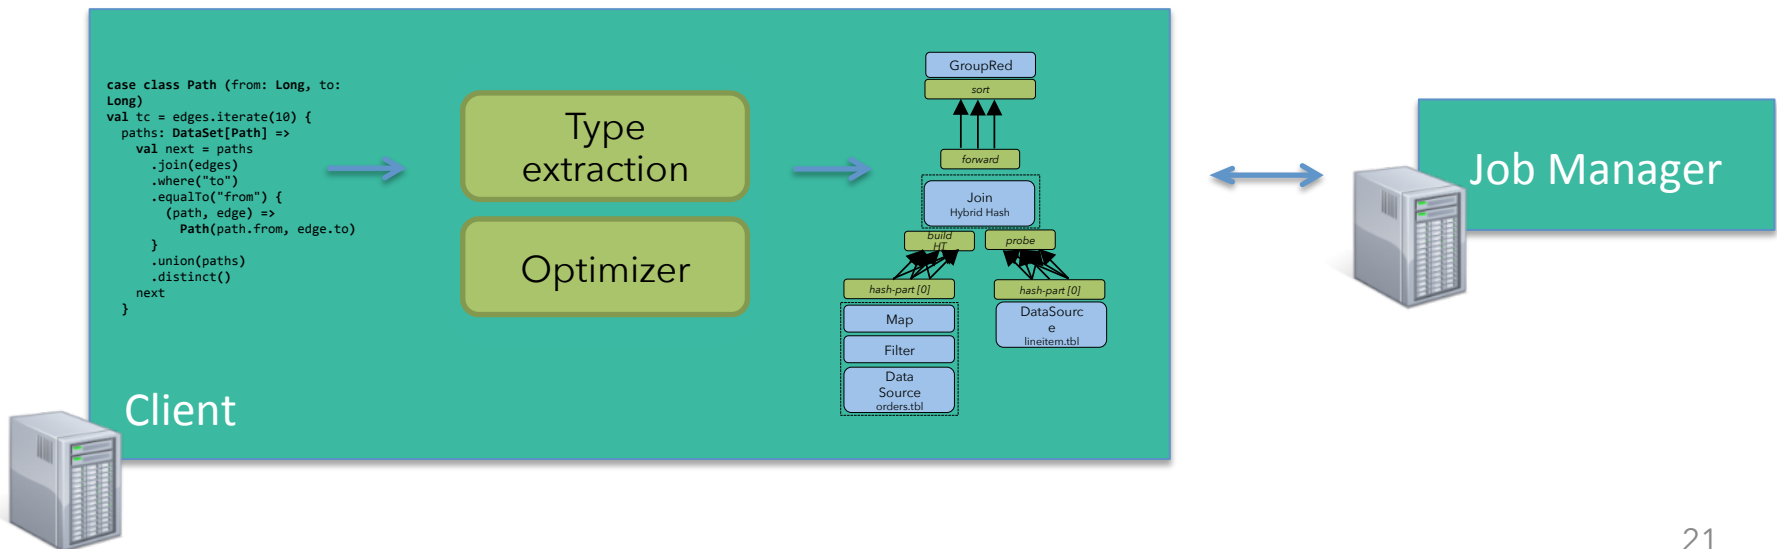 case class Path (from: Long, to:
Long)
val tc = edges.iterate(10) {
paths: DataSet[Path] =>
val next = paths
.join(edges)
.where("to")
.equalTo("from") {
(path, edge) =>
Path(path.from, edge.to)
}
.union(paths)
.distinct()
next
}
Client
Type
extraction
Optimizer
GroupRed
sort
forward
Join
Hybrid Hash
build
HT
probe
hash-part [0]
hash-part [0]
Map
Filter
Data
Source
orders.tbl
DataSourc
e
lineitem.tbl
Job Manager
21